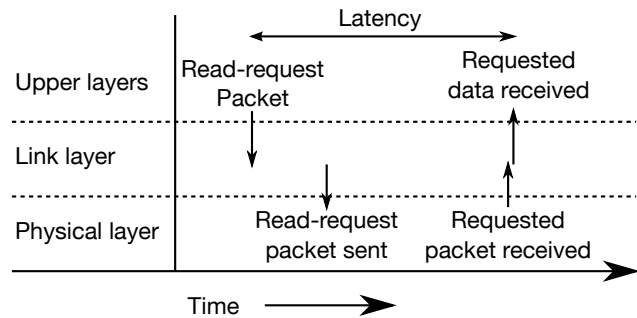 Latency
Upper layers
Read-request
Packet
Requested
data received
Link layer
Physical layer
Read-request
packet sent
Requested
packet received
Time